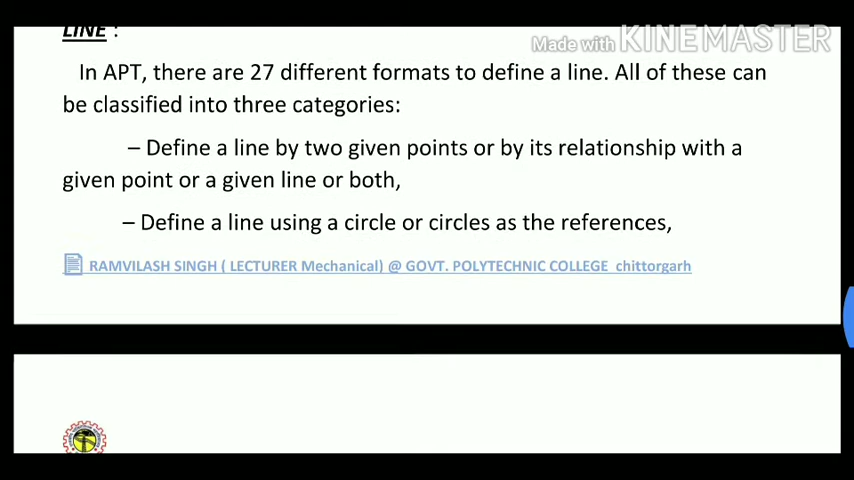 LINE :
Made with KINEMASTER
In APT, there are 27 different formats to define a line. All of these can
be classified into three categories:
– Define a line by two given points or by its relationship with a
given point or a given line or both,
– Define a line using a circle or circles as the references,
RAMVILASH SINGH ( LECTURER Mechanical) @ GOVT. POLYTECHNIC COLLEGE chittorgarh